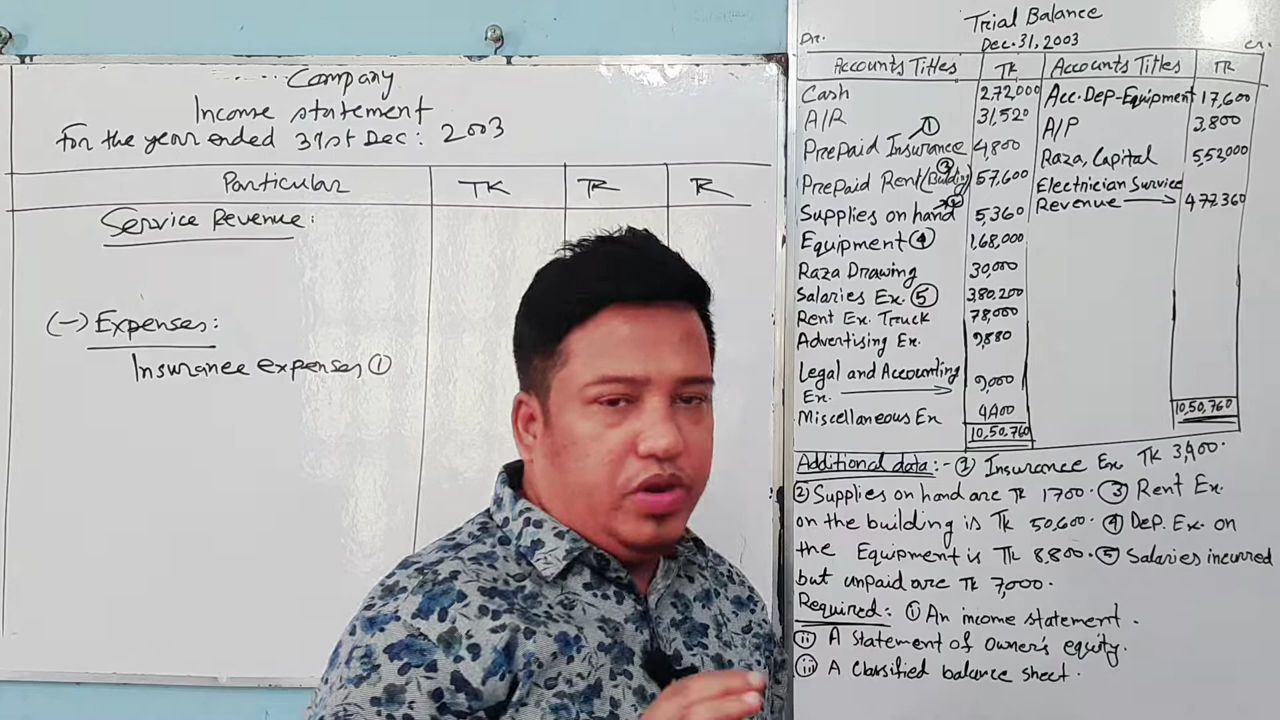 .... Company
Income statement
For the year ended 31st Dec: 2003
Particular TK TK TK
Service Revenue:
(-) Expenses:
Insurance expenses ①
Trial Balance
Dec. 31, 2003
Dr. Cr.
Accounts Titles TK Accounts Titles TK
Cash 2,72,000 Acc. Dep-Equipment 17,600
A/R 31,520 A/P 3,800
Prepaid Insurance ① 4,800 Raza, Capital 5,52,000
Prepaid Rent (Building) ③ 57,600 Electrician Service
Supplies on hand 5,360 Revenue 477,360
Equipment ④ 1,68,000
Raza Drawing 30,000
Salaries Ex. ⑤ 3,80,200
Rent Ex. Truck 78,000
Advertising Ex. 9,880
Legal and Accounting
Ex. 9,000
Miscellaneous Ex 4,400
10,50,760 10,50,760
Additional data:- ① Insurance Ex TK 3,400.
② Supplies on hand are TK 1700. ③ Rent Ex.
on the building is TK 50,600. ④ Dep. Ex. on
the Equipment is TK 8,800. ⑤ Salaries incurred
but unpaid are TK 7,000.
Required: ① An income statement.
ⅱ A statement of owner's equity.
ⅲ A classified balance sheet.